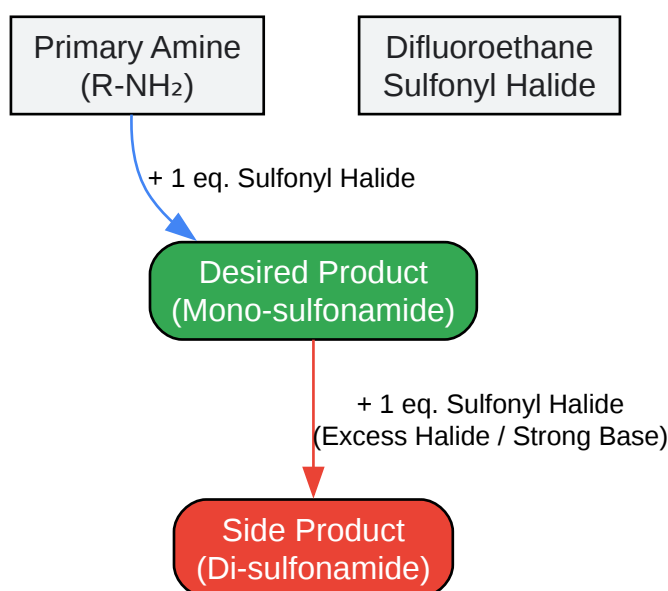 Primary Amine
(R-NH₂)
Difluoroethane
Sulfonyl Halide
+ 1 eq. Sulfonyl Halide
Desired Product
(Mono-sulfonamide)
+ 1 eq. Sulfonyl Halide
(Excess Halide / Strong Base)
Side Product
(Di-sulfonamide)